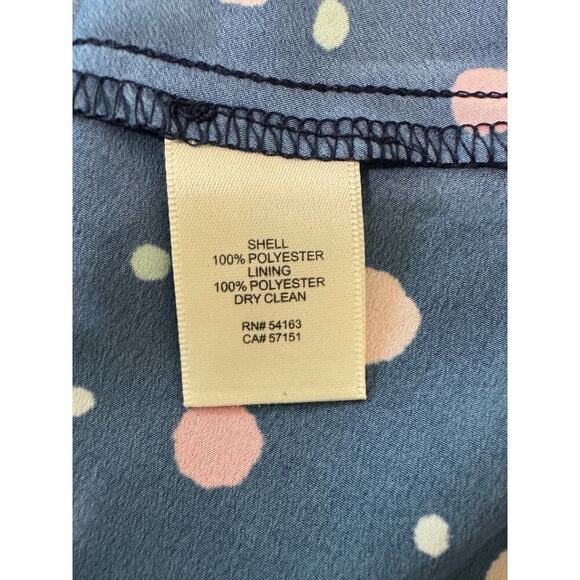 SHELL
100% POLYESTER
LINING
100% POLYESTER
DRY CLEAN
RN# 54163
CA# 57151